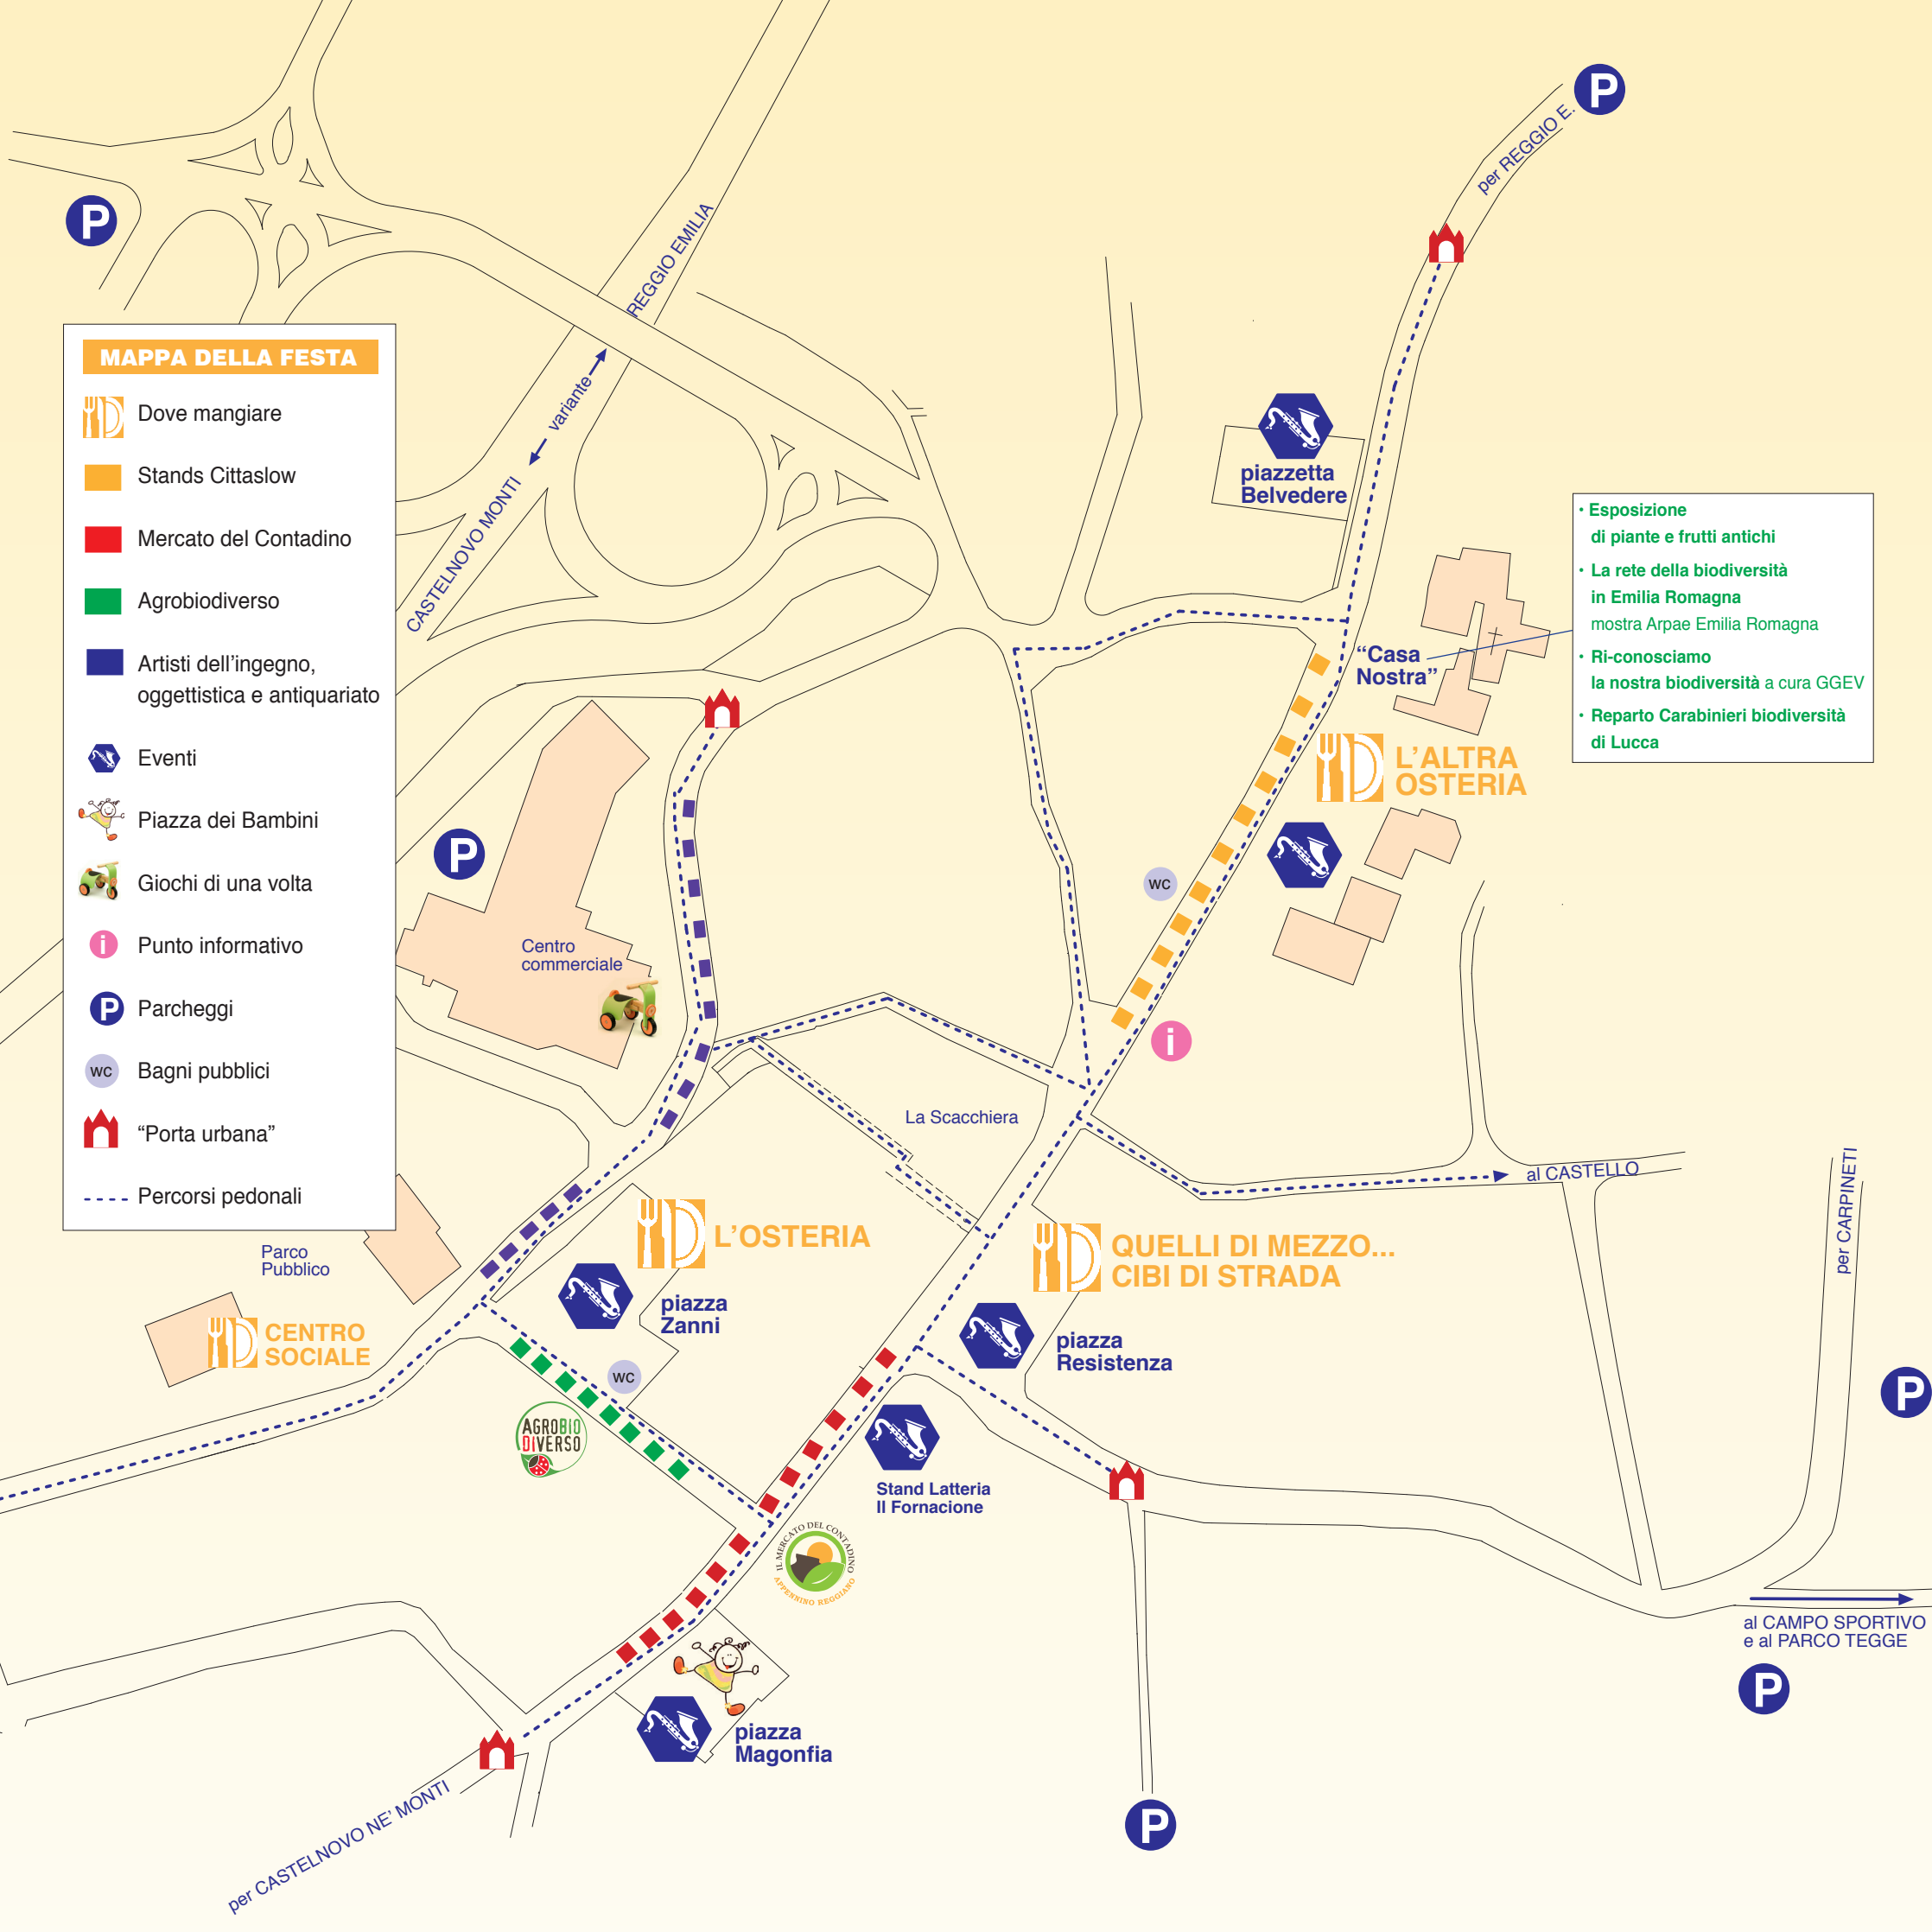 P
per REGGIO E.
P
REGGIO EMILIA
variante
CASTELNOVO MONTI
MAPPA DELLA FESTA
Dove mangiare
Stands Cittaslow
Mercato del Contadino
Agrobiodiverso
Artisti dell'ingegno,
oggettistica e antiquariato
Eventi
Piazza dei Bambini
Giochi di una volta
i Punto informativo
P Parcheggi
WC Bagni pubblici
“Porta urbana”
Percorsi pedonali
piazzetta
Belvedere
• Esposizione
di piante e frutti antichi
• La rete della biodiversità
in Emilia Romagna
mostra Arpae Emilia Romagna
• Ri-conosciamo
la nostra biodiversità a cura GGEV
• Reparto Carabinieri biodiversità
di Lucca
“Casa
Nostra”
L'ALTRA
OSTERIA
P
WC
Centro
commerciale
i
La Scacchiera
al CASTELLO
per CARPINETI
L'OSTERIA
QUELLI DI MEZZO...
CIBI DI STRADA
Parco
Pubblico
piazza
Zanni
CENTRO
SOCIALE
piazza
Resistenza
WC
P
AGROBIO
DIVERSO
Stand Latteria
Il Fornacione
IL MERCATO DEL CONTADINO
APPENNINO REGGIANO
al CAMPO SPORTIVO
e al PARCO TEGGE
P
piazza
Magonfia
P
per CASTELNOVO NE' MONTI